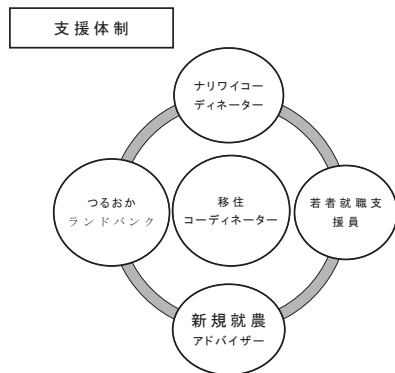 支援体制
ナリワイコー
ディネーター
つるおか
ランドバンク
移住
コーディネーター
若者就職支
援員
新規就農
アドバイザー